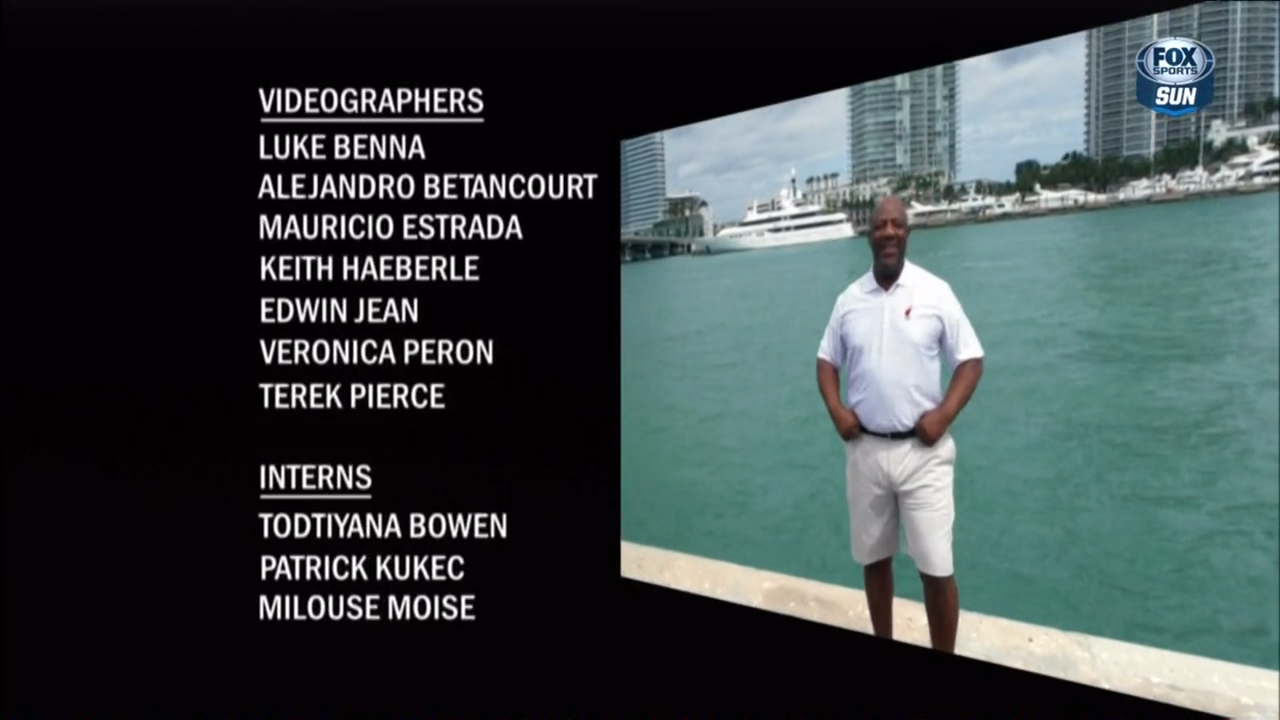 VIDEOGRAPHERS
LUKE BENNA
ALEJANDRO BETANCOURT
MAURICIO ESTRADA
KEITH HAEBERLE
EDWIN JEAN
VERONICA PERON
TEREK PIERCE
INTERNS
TODTIYANA BOWEN
PATRICK KUKEC
MILOUSE MOISE
FOX
SPORTS
SUN